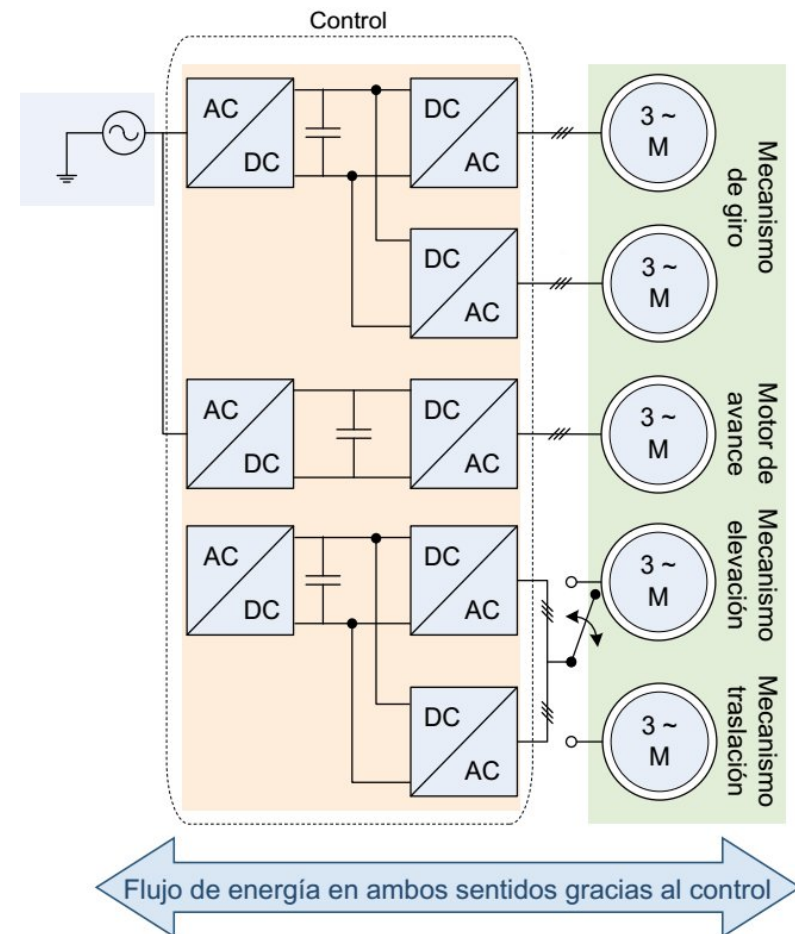 Control
AC
DC
DC
AC
3 ~
M
Mecanismo
de giro
DC
AC
3 ~
M
AC
DC
DC
AC
3 ~
M
Motor de
avance
AC
DC
DC
AC
3 ~
M
Mecanismo
elevación
DC
AC
3 ~
M
Mecanismo
traslación
Flujo de energía en ambos sentidos gracias al control